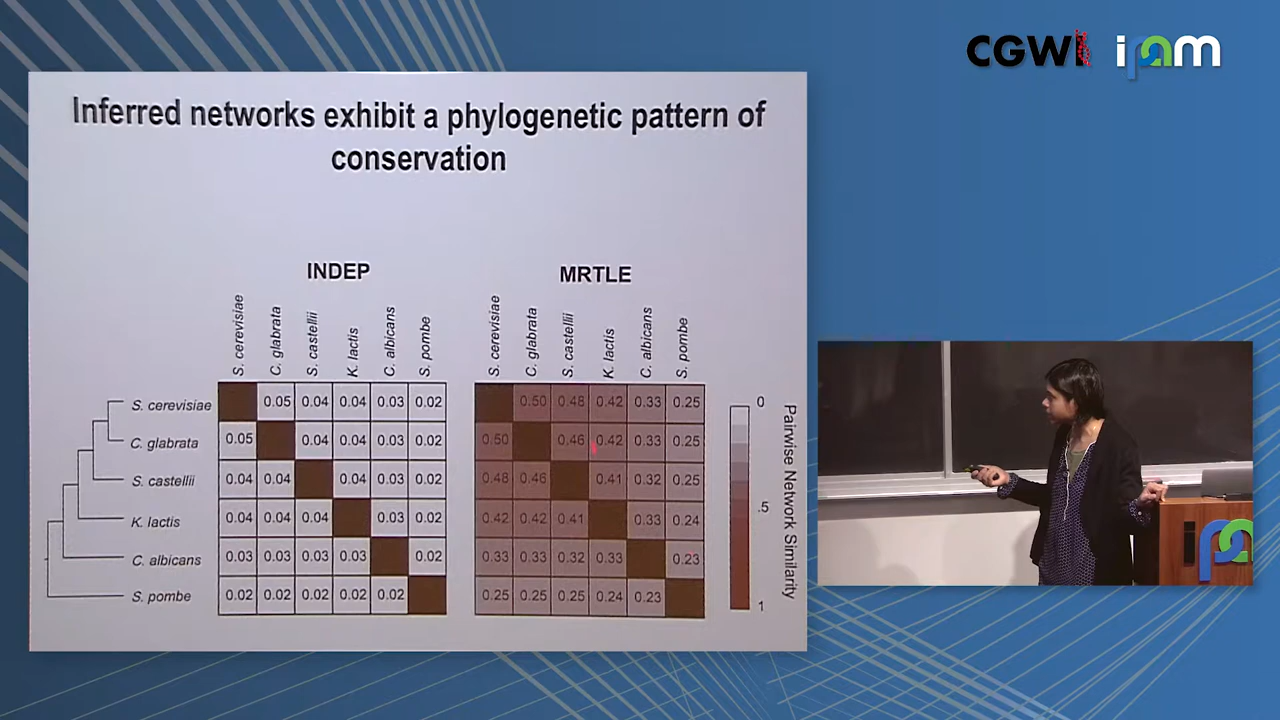 CGWI ipam
Inferred networks exhibit a phylogenetic pattern of
conservation
INDEP
S. cerevisiae
C. glabrata
S. castellii
K. lactis
C. albicans
S. pombe
MRTLE
S. cerevisiae
C. glabrata
S. castellii
K. lactis
C. albicans
S. pombe
S. cerevisiae 0.05 0.04 0.04 0.03 0.02
C. glabrata 0.05 0.04 0.04 0.03 0.02
S. castellii 0.04 0.04 0.04 0.03 0.02
K. lactis 0.04 0.04 0.04 0.03 0.02
C. albicans 0.03 0.03 0.03 0.03 0.02
S. pombe 0.02 0.02 0.02 0.02 0.02
0.50 0.48 0.42 0.33 0.25
0.50 0.46 0.42 0.33 0.25
0.48 0.46 0.41 0.32 0.25
0.42 0.42 0.41 0.33 0.24
0.33 0.33 0.32 0.33 0.23
0.25 0.25 0.25 0.24 0.23
0
.5
1
Pairwise Network Similarity